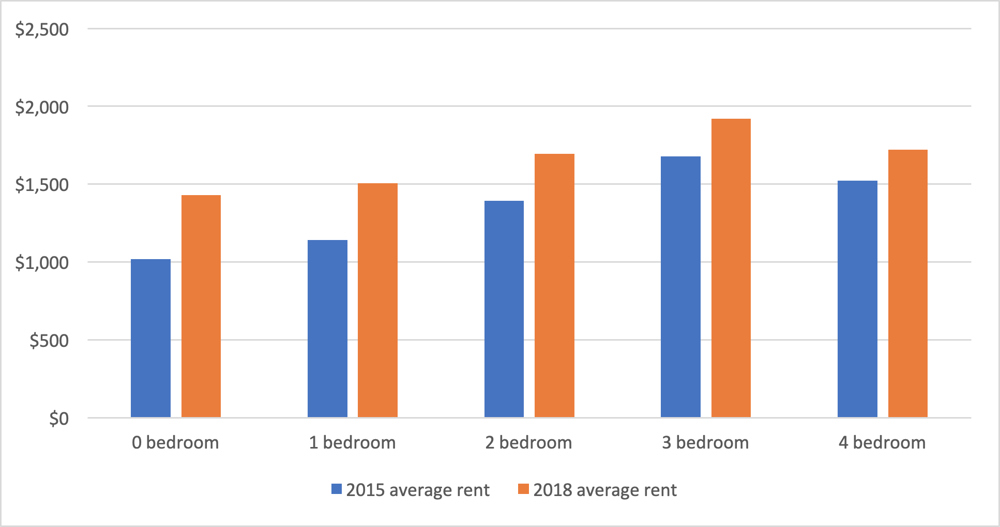 $2,500
$2,000
$1,500
$1,000
$500
$0
0 bedroom
1 bedroom
2 bedroom
3 bedroom
4 bedroom
2015 average rent
2018 average rent